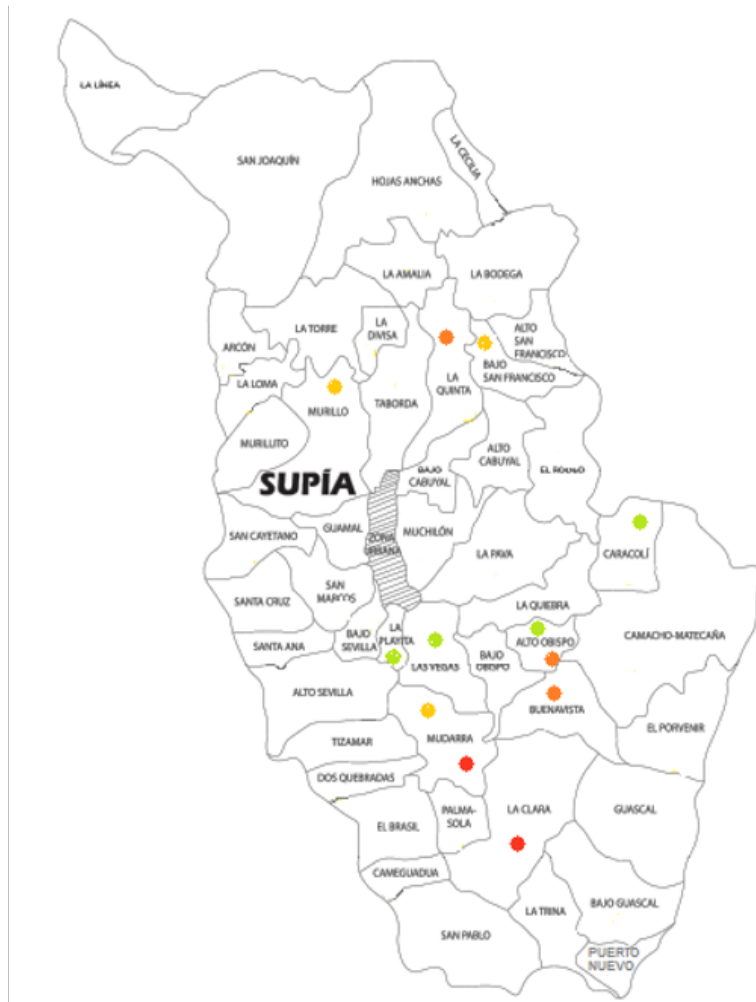 LA LÍNEA
SAN JOAQUÍN
LA CECILIA
HOJAS ANCHAS
LA AMALIA
LA BODEGA
LA TORRE
LA
DIVISA
ALTO
SAN
FRANCISCO
ARCÓN
BAJO
SAN FRANCISCO
LA LOMA
LA
QUINTA
MURILLO
TABORDA
MURILLITO
ALTO
CABUYAL
BAJO
CABUYAL
SUPÍA
GUAMAL
SAN CAYETANO
ZONA
URBANA
MUCHILÓN
LA PAVA
CARACOLÍ
SAN
MARCOS
SANTA CRUZ
LA QUIEBRA
BAJO
SEVILLA
LA
PLAYITA
SANTA ANA
LAS VEGAS
BAJO
OBISPO
ALTO OBISPO
CAMACHO-MATECAÑA
ALTO SEVILLA
BUENAVISTA
EL PORVENIR
TIZAMAR
MUDARRA
DOS QUEBRADAS
PALMA-
SOLA
LA CLARA
GUASCAL
EL BRASIL
CAMEGUADUA
LA TRINA
BAJO GUASCAL
SAN PABLO
PUERTO
NUEVO